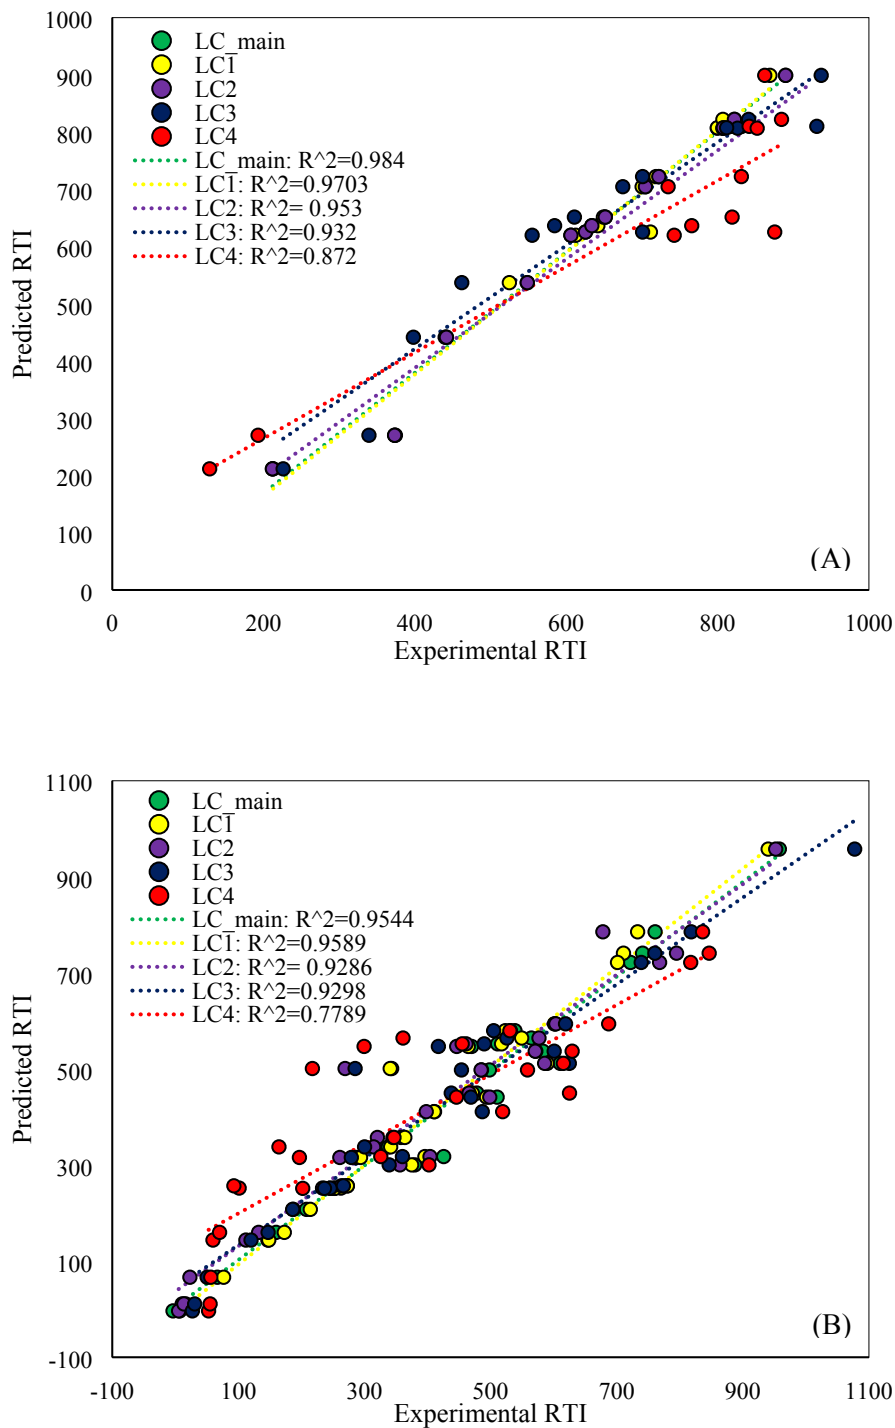 1000
900
800
700
600
500
400
300
200
100
0
Predicted RTI
LC_main
LC1
LC2
LC3
LC4
LC_main: R^2=0.984
LC1: R^2=0.9703
LC2: R^2= 0.953
LC3: R^2=0.932
LC4: R^2=0.872
(A)
0 200 400 600 800 1000
Experimental RTI
1100
900
700
500
300
100
-100
Predicted RTI
LC_main
LC1
LC2
LC3
LC4
LC_main: R^2=0.9544
LC1: R^2=0.9589
LC2: R^2= 0.9286
LC3: R^2=0.9298
LC4: R^2=0.7789
(B)
-100 100 300 500 700 900 1100
Experimental RTI